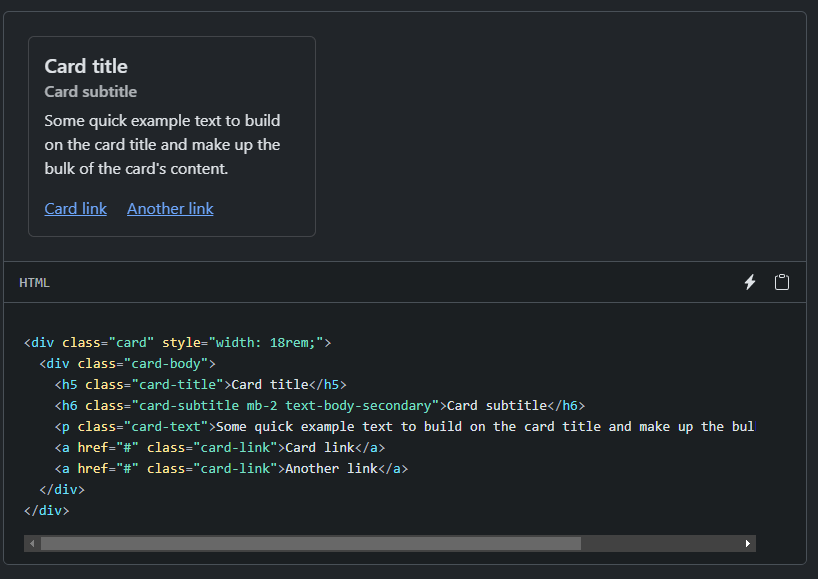 Card title
Card subtitle
Some quick example text to build
on the card title and make up the
bulk of the card's content.
Card link Another link
HTML
<div class="card" style="width: 18rem;">
  <div class="card-body">
    <h5 class="card-title">Card title</h5>
    <h6 class="card-subtitle mb-2 text-body-secondary">Card subtitle</h6>
    <p class="card-text">Some quick example text to build on the card title and make up the bul
    <a href="#" class="card-link">Card link</a>
    <a href="#" class="card-link">Another link</a>
  </div>
</div>